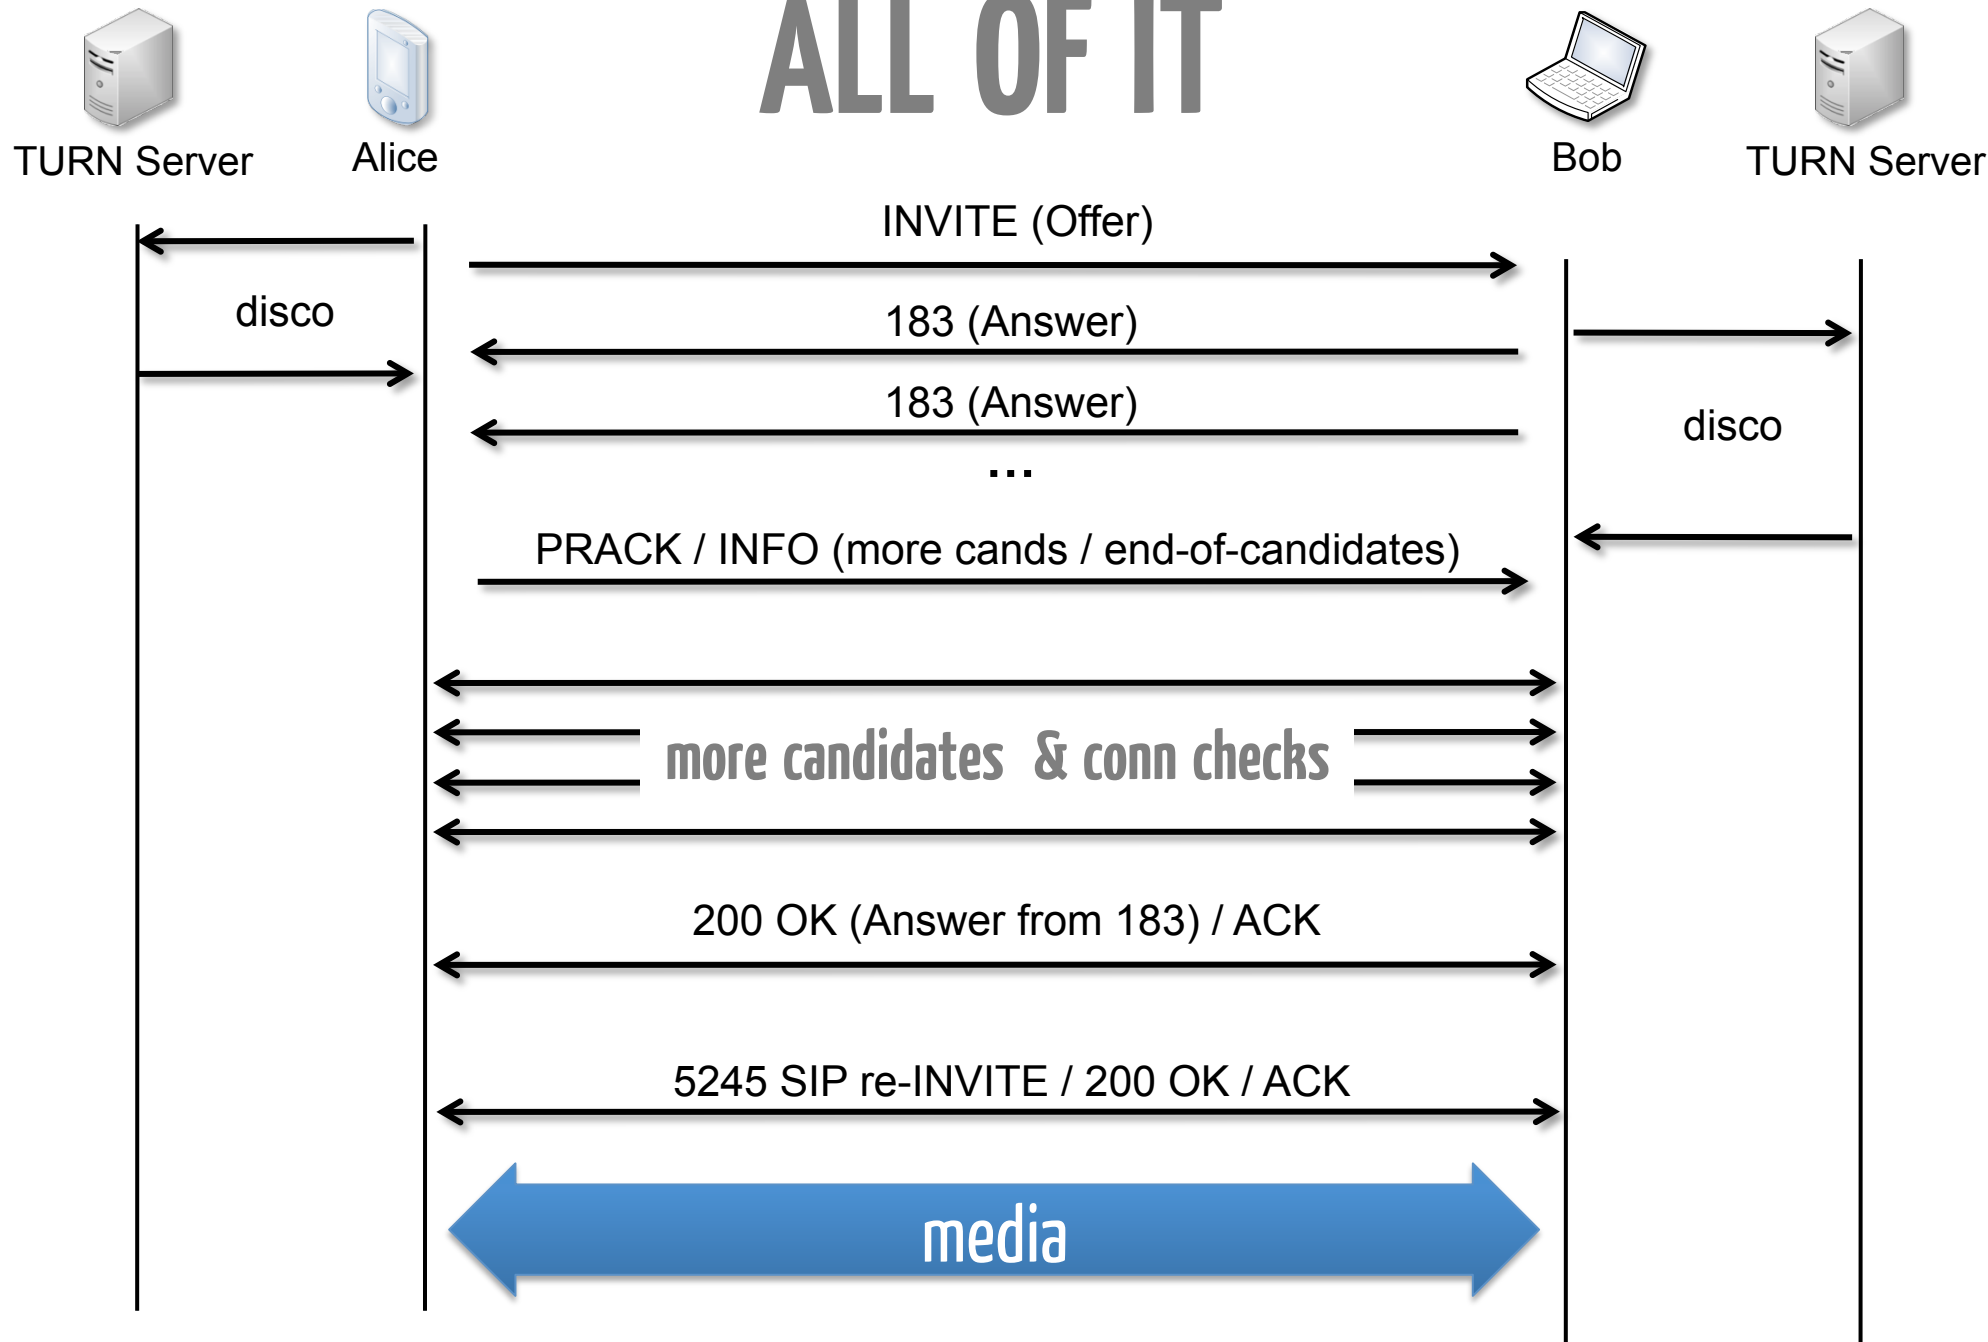 ALL OF IT
TURN Server
Alice
Bob
TURN Server
INVITE (Offer)
disco
183 (Answer)
183 (Answer)
disco
...
PRACK / INFO (more cands / end-of-candidates)
more candidates & conn checks
200 OK (Answer from 183) / ACK
5245 SIP re-INVITE / 200 OK / ACK
media